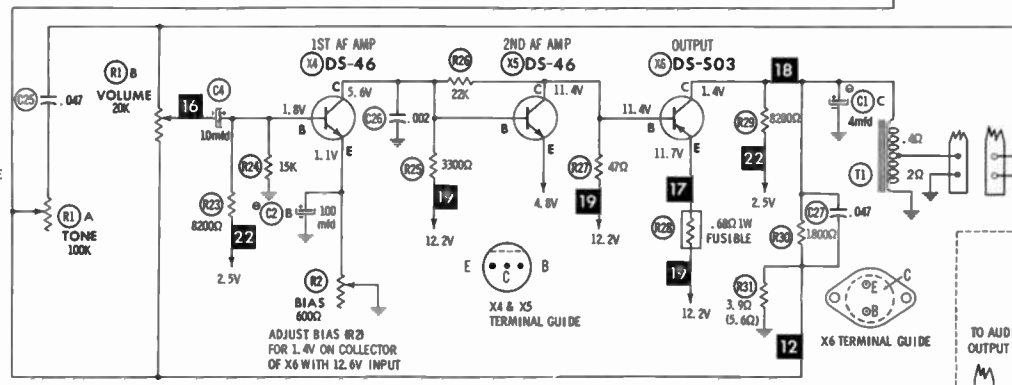 1ST AF AMP
X4 DS-46
2ND AF AMP
X5 DS-46
OUTPUT
X6 DS-S03
C25 .047
R1 B
VOLUME
20K
16
C4
10mfd
1.8V
B
C
5.6V
E
1.1V
R26
22K
C26 .002
C
11.4V
B
E
4.8V
11.4V
B
C
1.4V
E
11.7V
18
R29 8200Ω
22
2.5V
C1 C
4mfd
.4Ω
2Ω
T1
R24 15K
R23
8200Ω
22
2.5V
C2 B
100
mfd
R25 3300Ω
19
12.2V
R27 47Ω
19
12.2V
17
R28
.68Ω 1W
FUSIBLE
19
12.2V
C27 .047
R30 1800Ω
R31
3.9Ω
(5.6Ω)
12
R1 A
TONE
100K
R2
BIAS
600Ω
ADJUST BIAS (R2)
FOR 1.4V ON COLLECTOR
OF X6 WITH 12.6V INPUT
E
C
B
X4 & X5
TERMINAL GUIDE
E
B
C
X6 TERMINAL GUIDE
TO AUD
OUTPUT